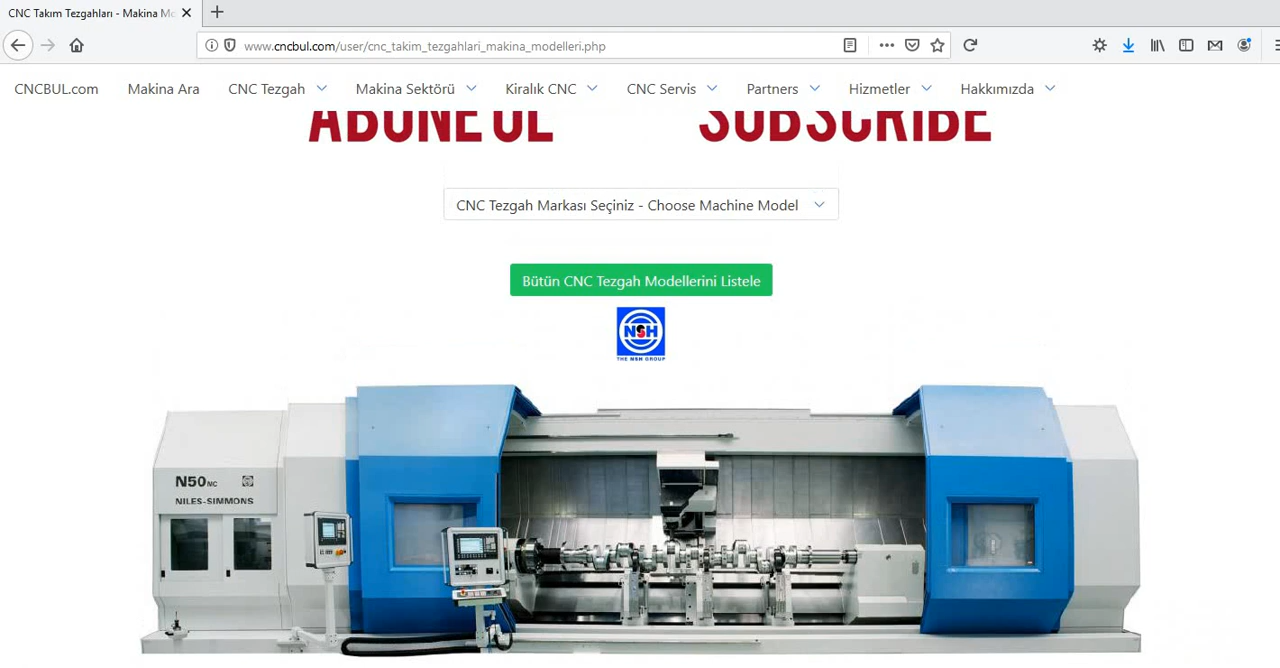 CNC Takım Tezgahları - Makina Mo
www.cncbul.com/user/cnc_takim_tezgahlari_makina_modelleri.php
CNCBUL.com Makina Ara CNC Tezgah Makina Sektörü Kiralık CNC CNC Servis Partners Hizmetler Hakkımızda
ABONE OL SUBSCRIBE
CNC Tezgah Markası Seçiniz - Choose Machine Model
Bütün CNC Tezgah Modellerini Listele
NSH
THE NSH GROUP
N50 NC
NILES-SIMMONS